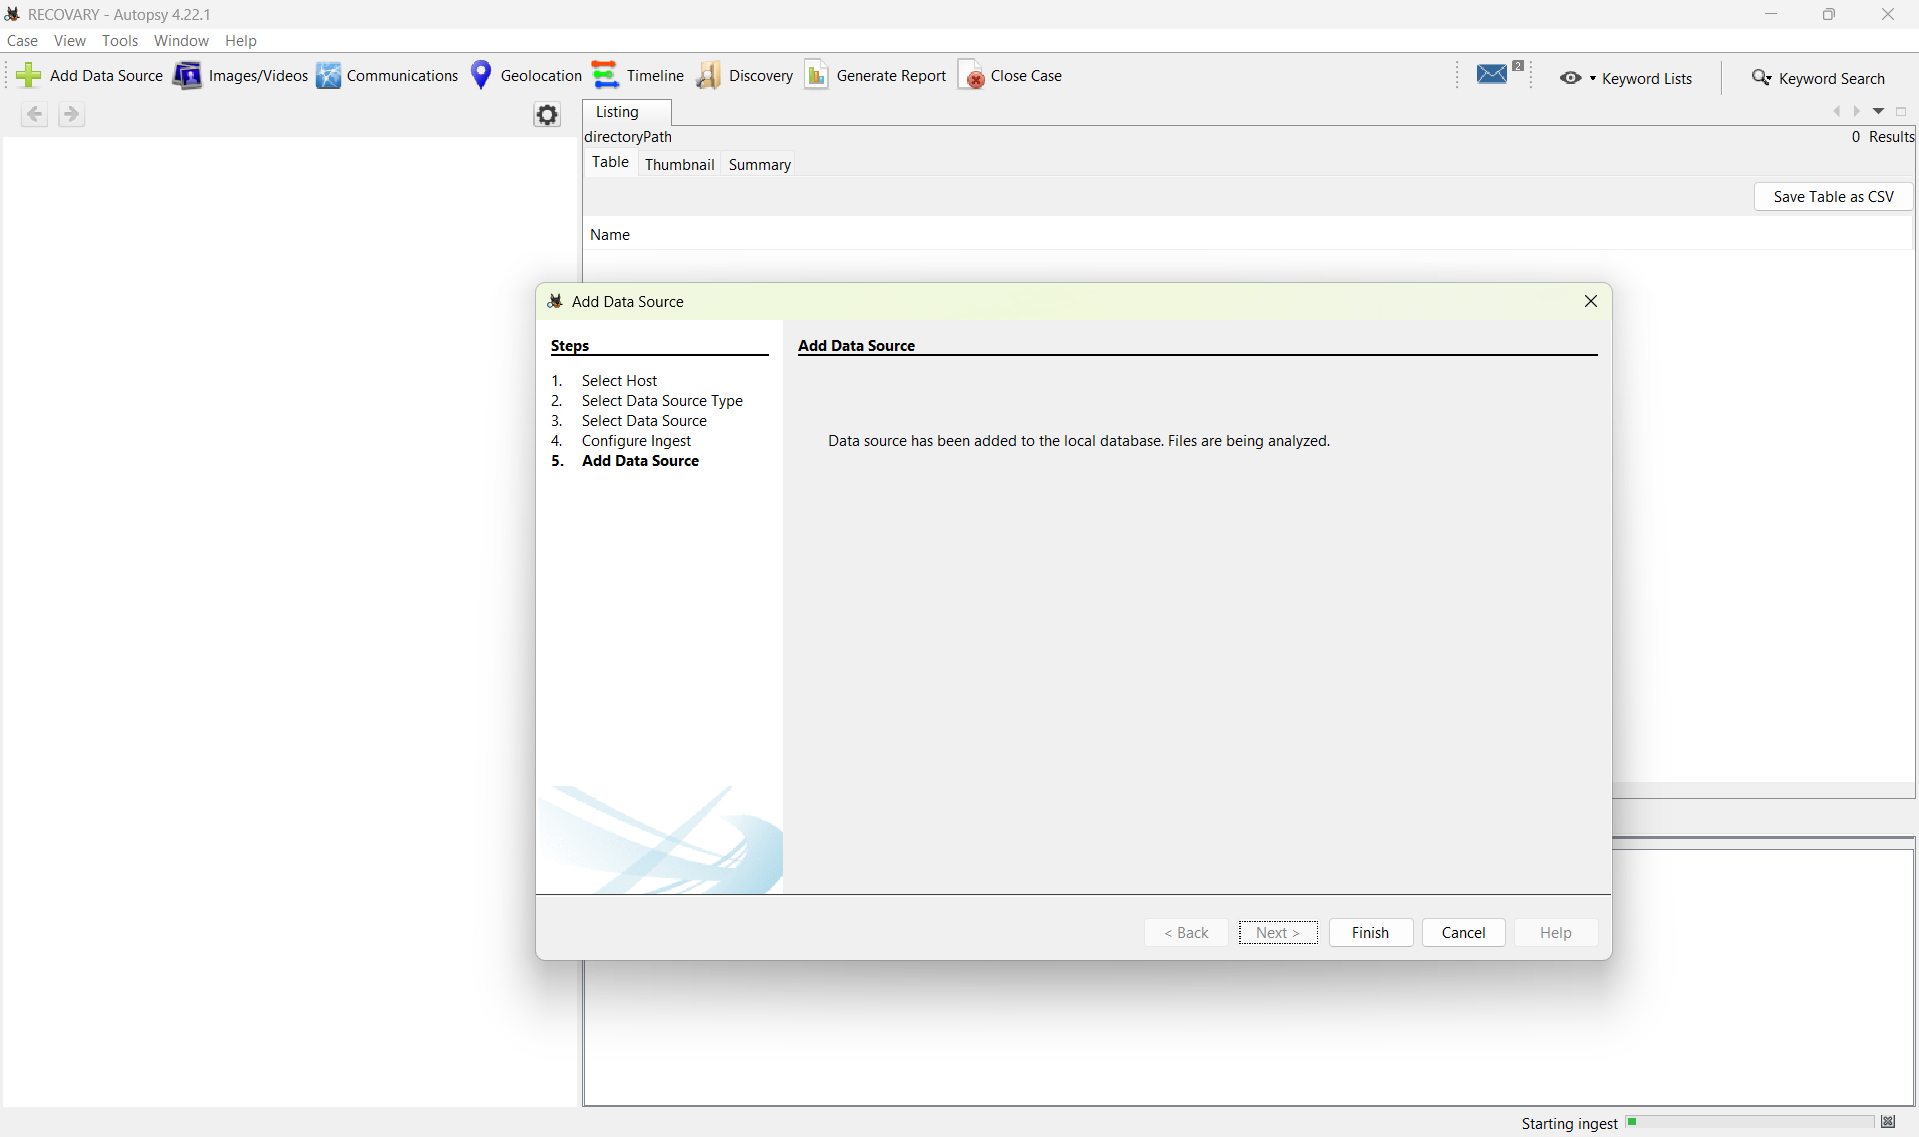 RECOVARY - Autopsy 4.22.1
Case View Tools Window Help
Add Data Source Images/Videos Communications Geolocation Timeline Discovery Generate Report Close Case 2 Keyword Lists Keyword Search
Listing
directoryPath 0 Results
Table Thumbnail Summary
Save Table as CSV
Name
Add Data Source
Steps
1. Select Host
2. Select Data Source Type
3. Select Data Source
4. Configure Ingest
5. Add Data Source
Add Data Source
Data source has been added to the local database. Files are being analyzed.
< Back Next > Finish Cancel Help
Starting ingest